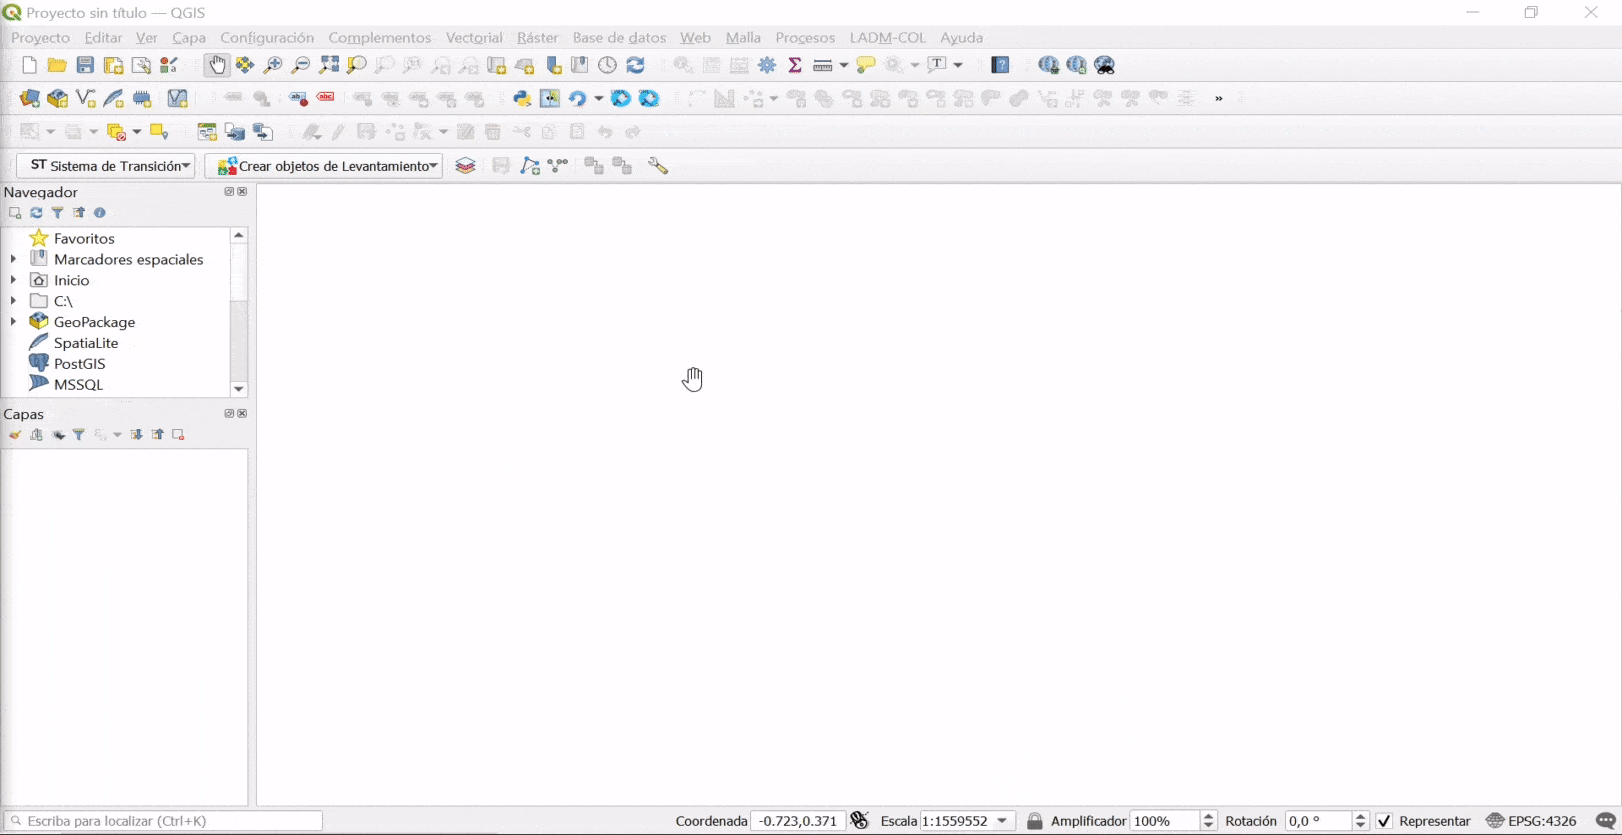 Proyecto sin título — QGIS
Proyecto Editar Ver Capa Configuración Complementos Vectorial Ráster Base de datos Web Malla Procesos LADM-COL Ayuda
T
abc abc »
ST Sistema de Transición Crear objetos de Levantamiento
Navegador
Favoritos
Marcadores espaciales
Inicio
C:\
GeoPackage
SpatiaLite
PostGIS
MSSQL
Capas
Escriba para localizar (Ctrl+K) Coordenada -0.723,0.371 Escala 1:1559552 Amplificador 100% Rotación 0,0 ° Representar EPSG:4326